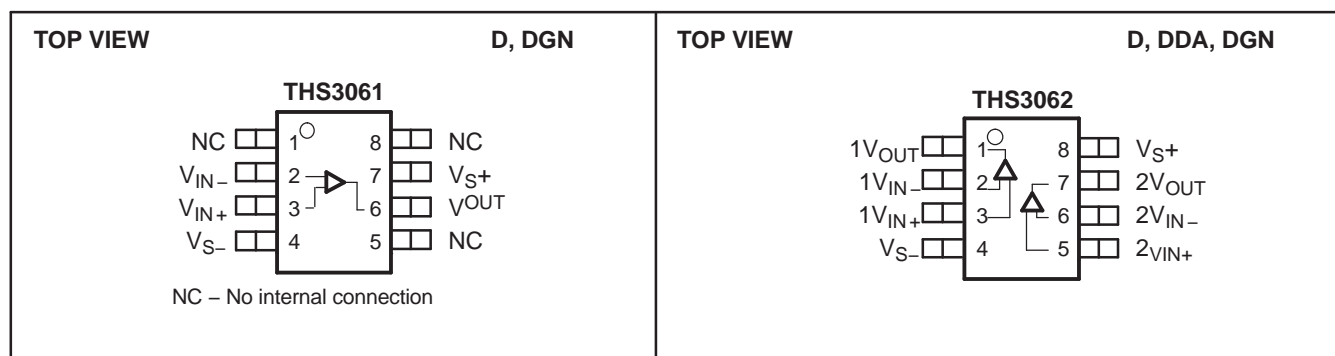 TOP VIEW D, DGN
THS3061
NC 1 8 NC
VIN− 2 7 VS+
VIN+ 3 6 VOUT
VS− 4 5 NC
NC − No internal connection
TOP VIEW D, DDA, DGN
THS3062
1VOUT 1 8 VS+
1VIN− 2 7 2VOUT
1VIN+ 3 6 2VIN−
VS− 4 5 2VIN+